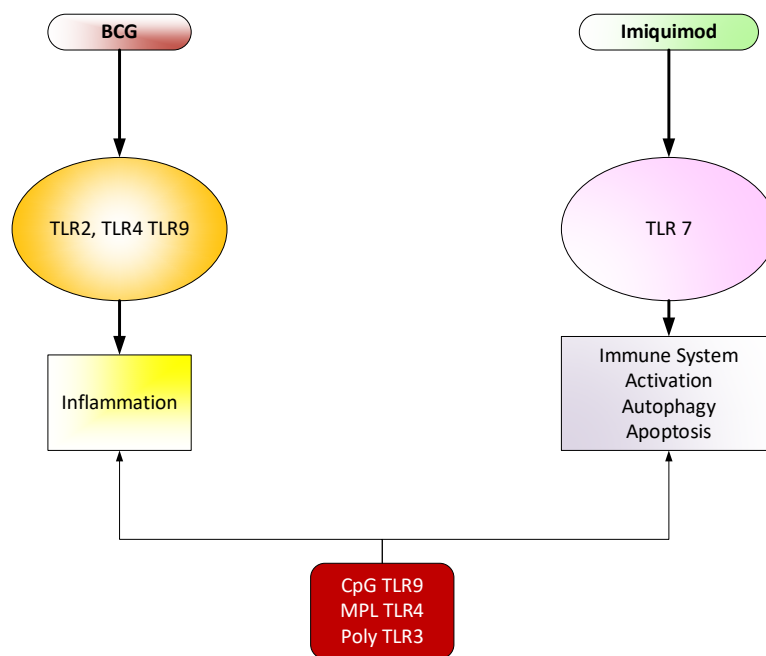 BCG
Imiquimod
TLR2, TLR4 TLR9
TLR 7
Inflammation
Immune System
Activation
Autophagy
Apoptosis
CpG TLR9
MPL TLR4
Poly TLR3